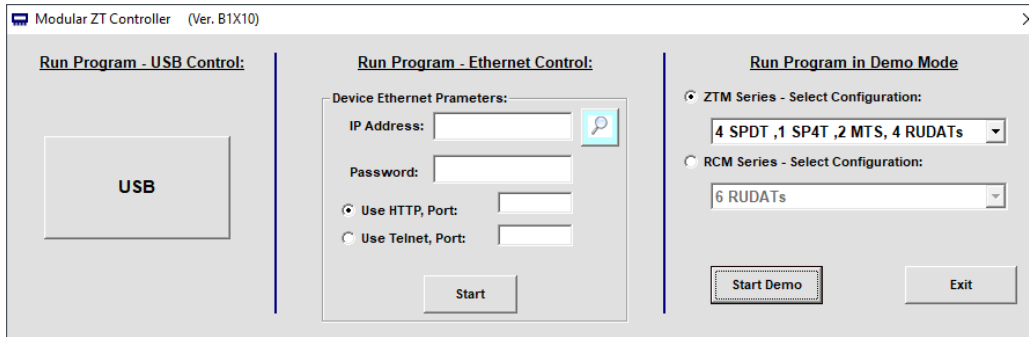 Modular ZT Controller (Ver. B1X10)
Run Program - USB Control:
USB
Run Program - Ethernet Control:
Device Ethernet Prameters:
IP Address:
Password:
Use HTTP, Port:
Use Telnet, Port:
Start
Run Program in Demo Mode
ZTM Series - Select Configuration:
4 SPDT ,1 SP4T ,2 MTS, 4 RUDATs
RCM Series - Select Configuration:
6 RUDATs
Start Demo
Exit